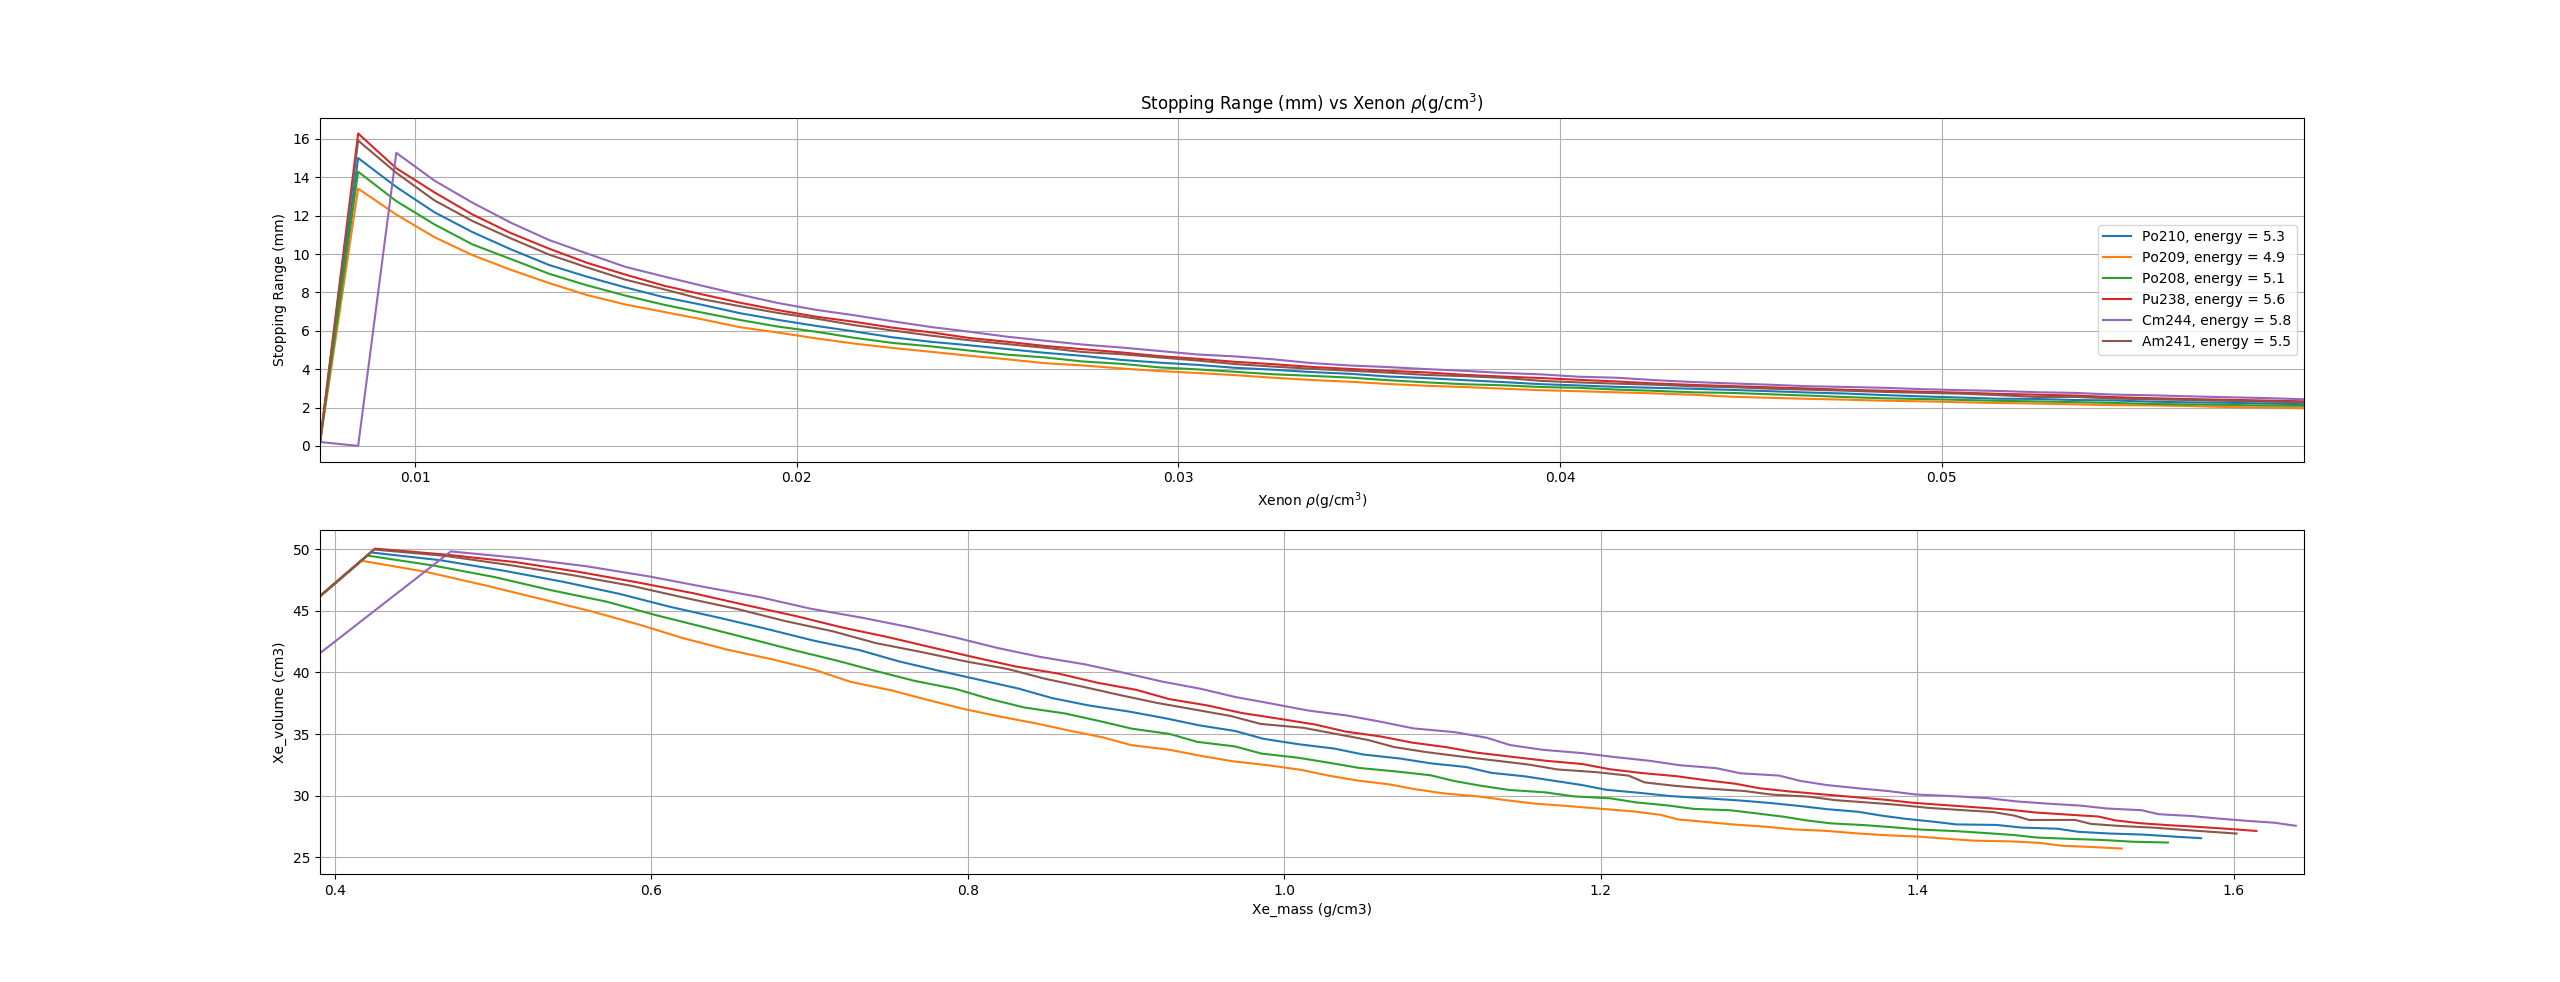 Stopping Range (mm) vs Xenon ρ(g/cm³)
Stopping Range (mm)
16
14
12
10
8
6
4
2
0
Po210, energy = 5.3
Po209, energy = 4.9
Po208, energy = 5.1
Pu238, energy = 5.6
Cm244, energy = 5.8
Am241, energy = 5.5
0.01 0.02 0.03 0.04 0.05
Xenon ρ(g/cm³)
Xe_volume (cm3)
50
45
40
35
30
25
0.4 0.6 0.8 1.0 1.2 1.4 1.6
Xe_mass (g/cm3)